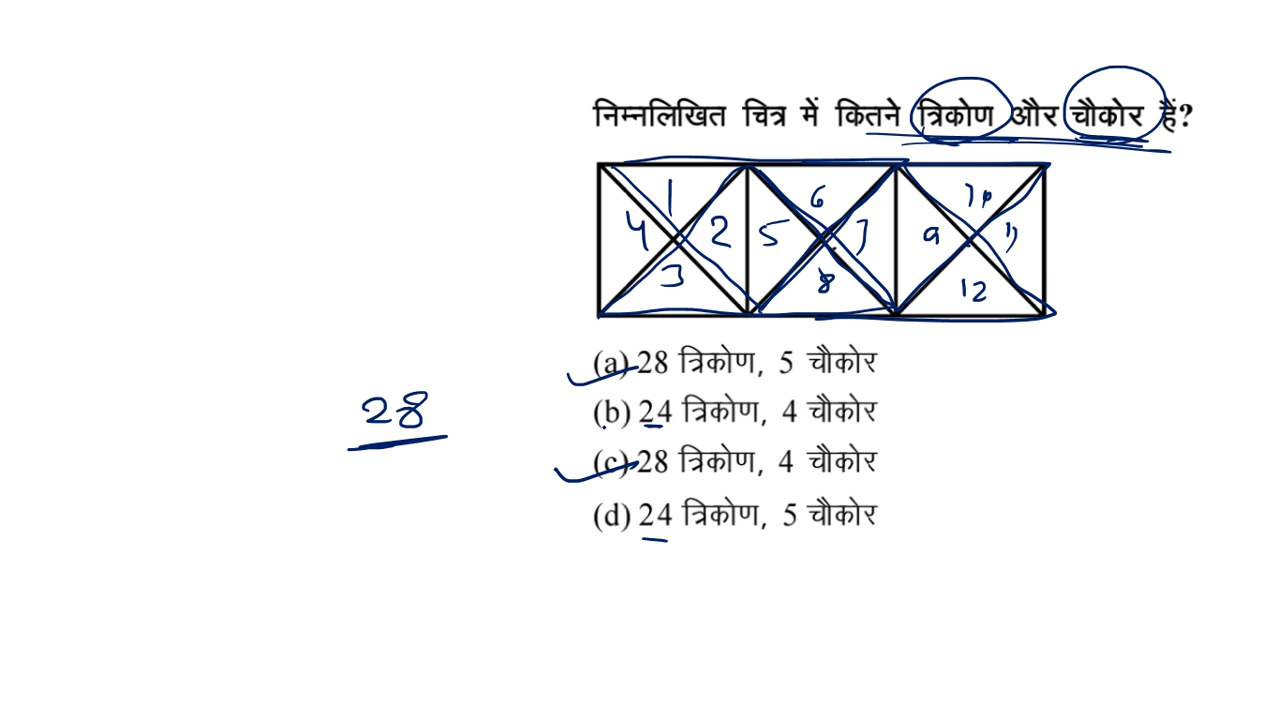 निम्नलिखित चित्र में कितने त्रिकोण और चौकोर हैं?
1 6 10
4 2 5 7 9 11
3 8 12
(a) 28 त्रिकोण, 5 चौकोर
28
(b) 24 त्रिकोण, 4 चौकोर
(c) 28 त्रिकोण, 4 चौकोर
(d) 24 त्रिकोण, 5 चौकोर